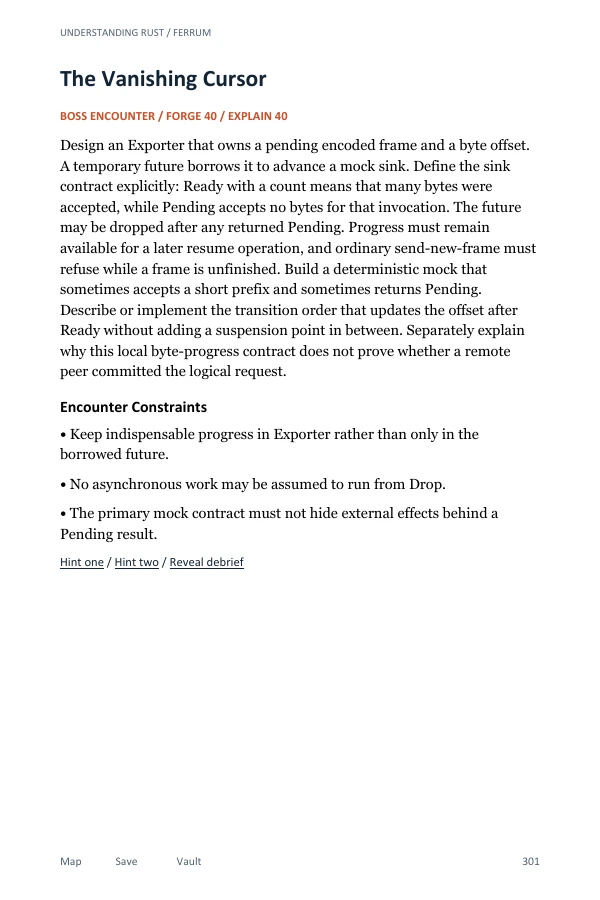 UNDERSTANDING RUST / FERRUM
The Vanishing Cursor
BOSS ENCOUNTER / FORGE 40 / EXPLAIN 40
Design an Exporter that owns a pending encoded frame and a byte offset.
A temporary future borrows it to advance a mock sink. Define the sink
contract explicitly: Ready with a count means that many bytes were
accepted, while Pending accepts no bytes for that invocation. The future
may be dropped after any returned Pending. Progress must remain
available for a later resume operation, and ordinary send-new-frame must
refuse while a frame is unfinished. Build a deterministic mock that
sometimes accepts a short prefix and sometimes returns Pending.
Describe or implement the transition order that updates the offset after
Ready without adding a suspension point in between. Separately explain
why this local byte-progress contract does not prove whether a remote
peer committed the logical request.
Encounter Constraints
• Keep indispensable progress in Exporter rather than only in the
borrowed future.
• No asynchronous work may be assumed to run from Drop.
• The primary mock contract must not hide external effects behind a
Pending result.
Hint one / Hint two / Reveal debrief
Map Save Vault 301